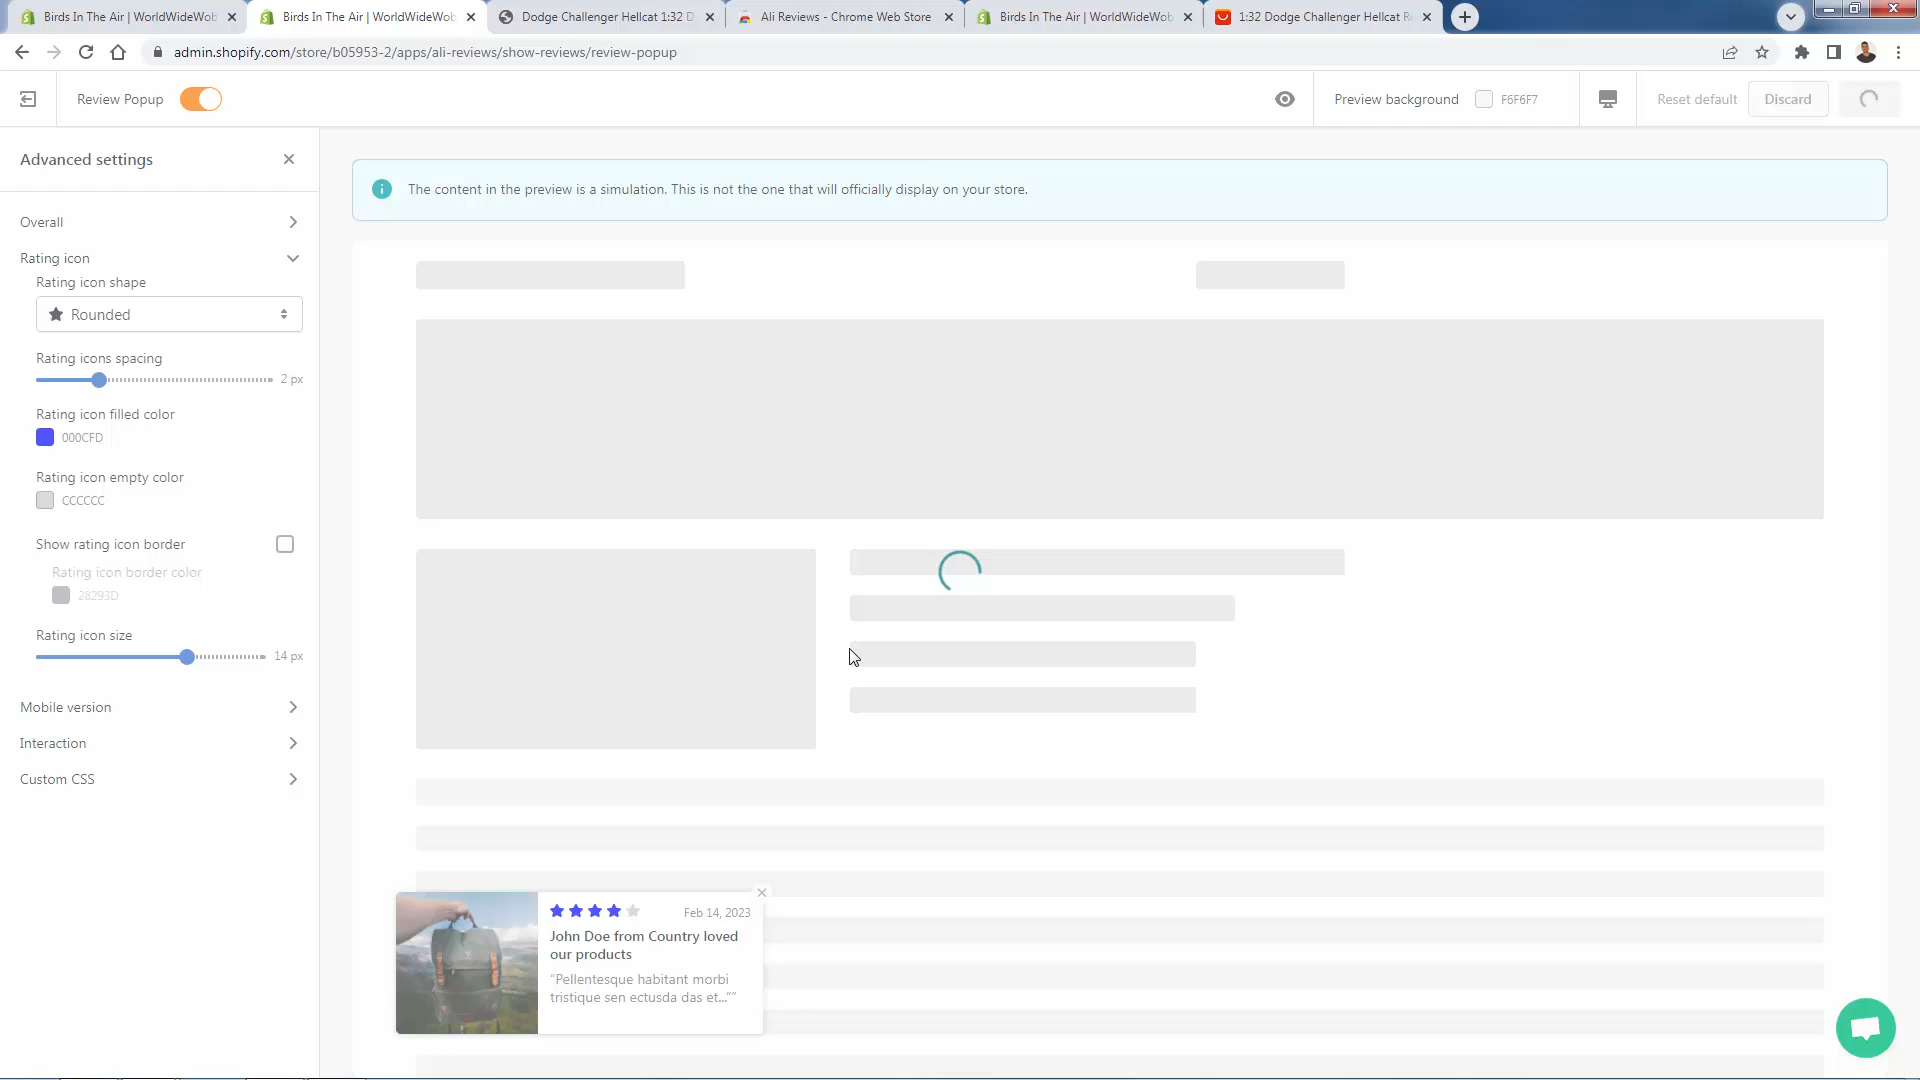 Birds In The Air | WorldWideWob
Birds In The Air | WorldWideWob
Dodge Challenger Hellcat 1:32 D
Ali Reviews - Chrome Web Store
Birds In The Air | WorldWideWob
1:32 Dodge Challenger Hellcat R
admin.shopify.com/store/b05953-2/apps/ali-reviews/show-reviews/review-popup
Review Popup
Preview background
F6F6F7
Reset default
Discard
Advanced settings
The content in the preview is a simulation. This is not the one that will officially display on your store.
Overall
Rating icon
Rating icon shape
Rounded
Rating icons spacing
2 px
Rating icon filled color
000CFD
Rating icon empty color
CCCCCC
Show rating icon border
Rating icon border color
28293D
Rating icon size
14 px
Mobile version
Interaction
Custom CSS
Feb 14, 2023
John Doe from Country loved
our products
“Pellentesque habitant morbi
tristique sen ectusda das et...””